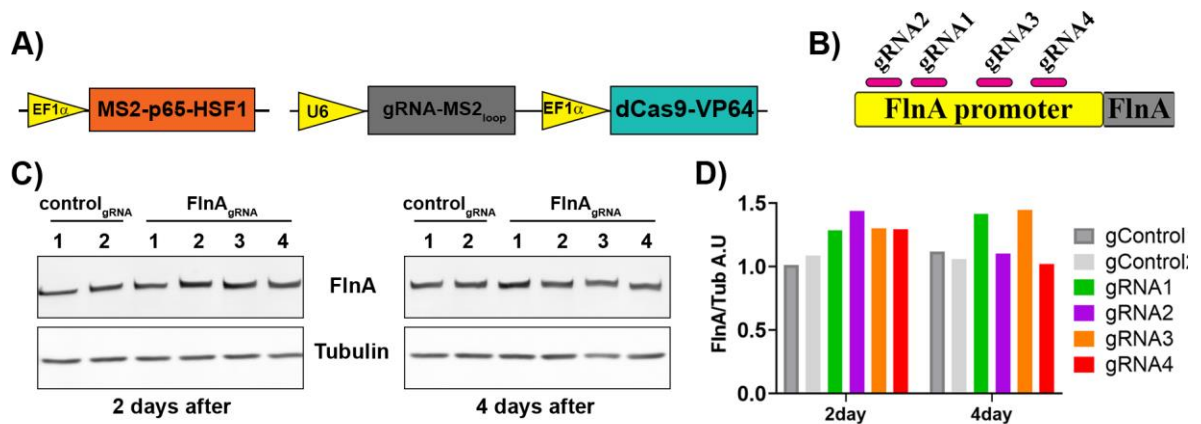 A)
EF1α MS2-p65-HSF1
U6 gRNA-MS2loop EF1α dCas9-VP64
B)
gRNA2 gRNA1 gRNA3 gRNA4
FlnA promoter FlnA
C)
controlgRNA FlnAgRNA
1 2 1 2 3 4
FlnA
Tubulin
2 days after
controlgRNA FlnAgRNA
1 2 1 2 3 4
4 days after
D)
FlnA/Tub A.U
1.5
1.0
0.5
0.0
2day 4day
gControl
gControl2
gRNA1
gRNA2
gRNA3
gRNA4